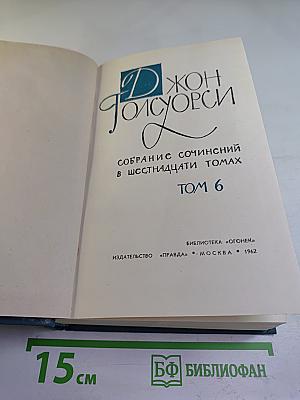 Джон
Голсуорси
СОБРАНИЕ СОЧИНЕНИЙ
В ШЕСТНАДЦАТИ ТОМАХ
ТОМ 6
БИБЛИОТЕКА «ОГОНЕК»
ИЗДАТЕЛЬСТВО «ПРАВДА» • МОСКВА • 1962
15 см
БФ БИБЛИОФАН